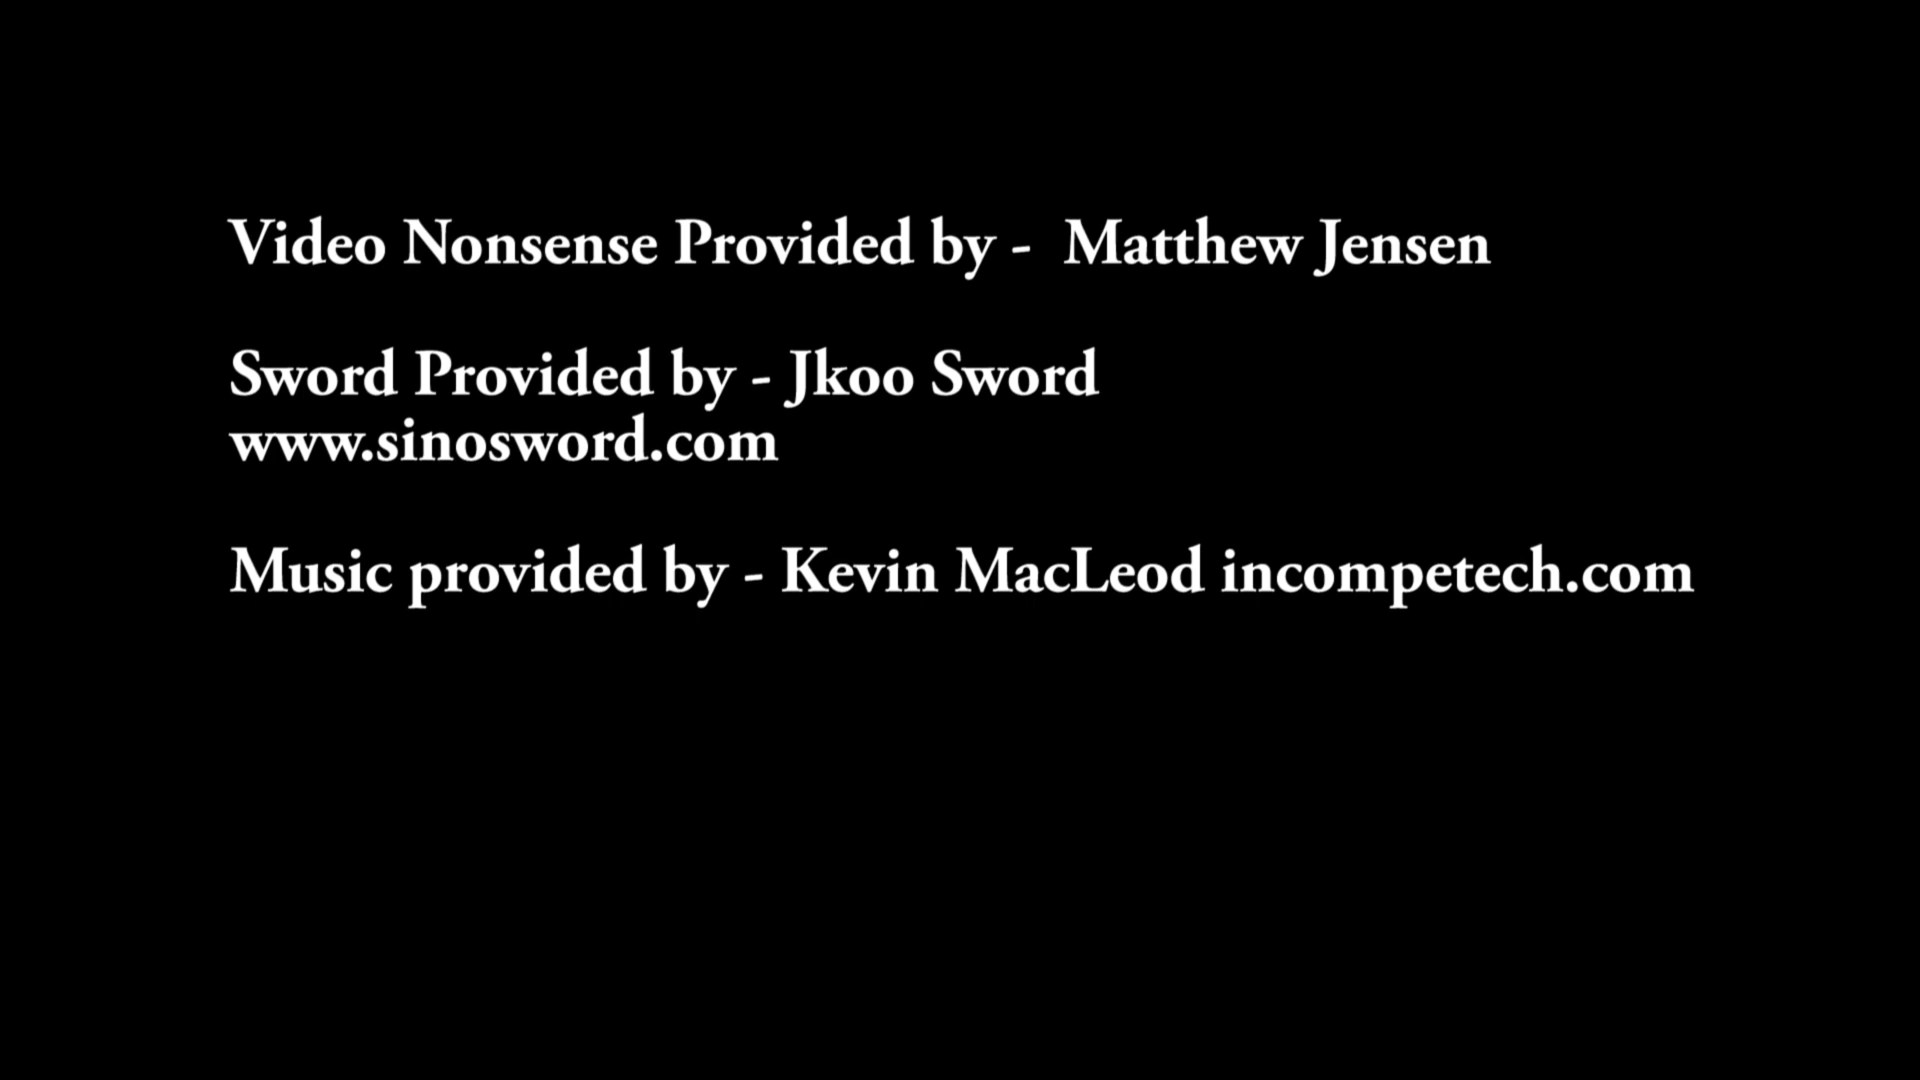 Video Nonsense Provided by -  Matthew Jensen
Sword Provided by - Jkoo Sword
www.sinosword.com
Music provided by - Kevin MacLeod incompetech.com